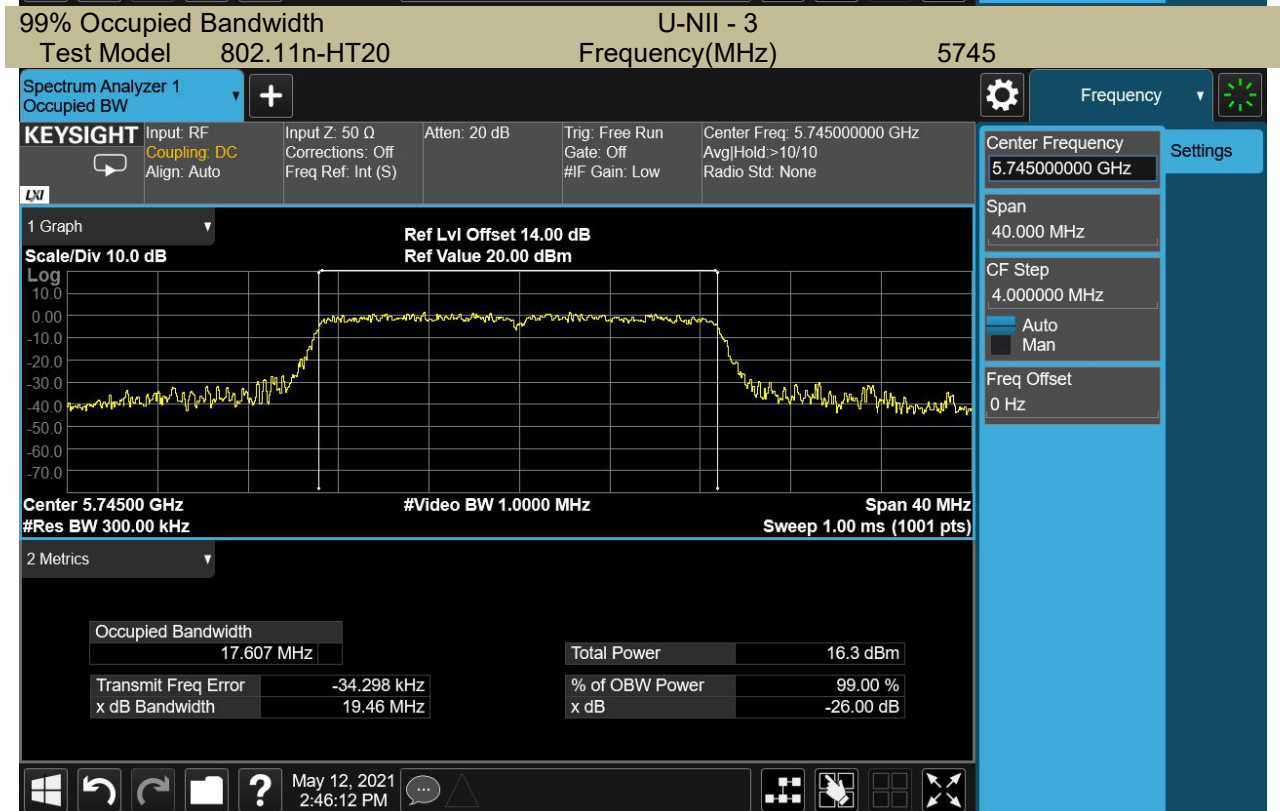 99% Occupied Bandwidth U-NII - 3
Test Model 802.11n-HT20 Frequency(MHz) 5745
Spectrum Analyzer 1
Occupied BW
+
Frequency
KEYSIGHT
LXI
Input: RF
Coupling: DC
Align: Auto
Input Z: 50 Ω
Corrections: Off
Freq Ref: Int (S)
Atten: 20 dB
Trig: Free Run
Gate: Off
#IF Gain: Low
Center Freq: 5.745000000 GHz
Avg|Hold:>10/10
Radio Std: None
Center Frequency
5.745000000 GHz
Settings
Span
40.000 MHz
CF Step
4.000000 MHz
Auto
Man
Freq Offset
0 Hz
1 Graph
Scale/Div 10.0 dB
Ref Lvl Offset 14.00 dB
Ref Value 20.00 dBm
Log
10.0
0.00
-10.0
-20.0
-30.0
-40.0
-50.0
-60.0
-70.0
Center 5.74500 GHz #Video BW 1.0000 MHz Span 40 MHz
#Res BW 300.00 kHz Sweep 1.00 ms (1001 pts)
2 Metrics
Occupied Bandwidth
17.607 MHz
Total Power 16.3 dBm
Transmit Freq Error -34.298 kHz % of OBW Power 99.00 %
x dB Bandwidth 19.46 MHz x dB -26.00 dB
?
May 12, 2021
2:46:12 PM